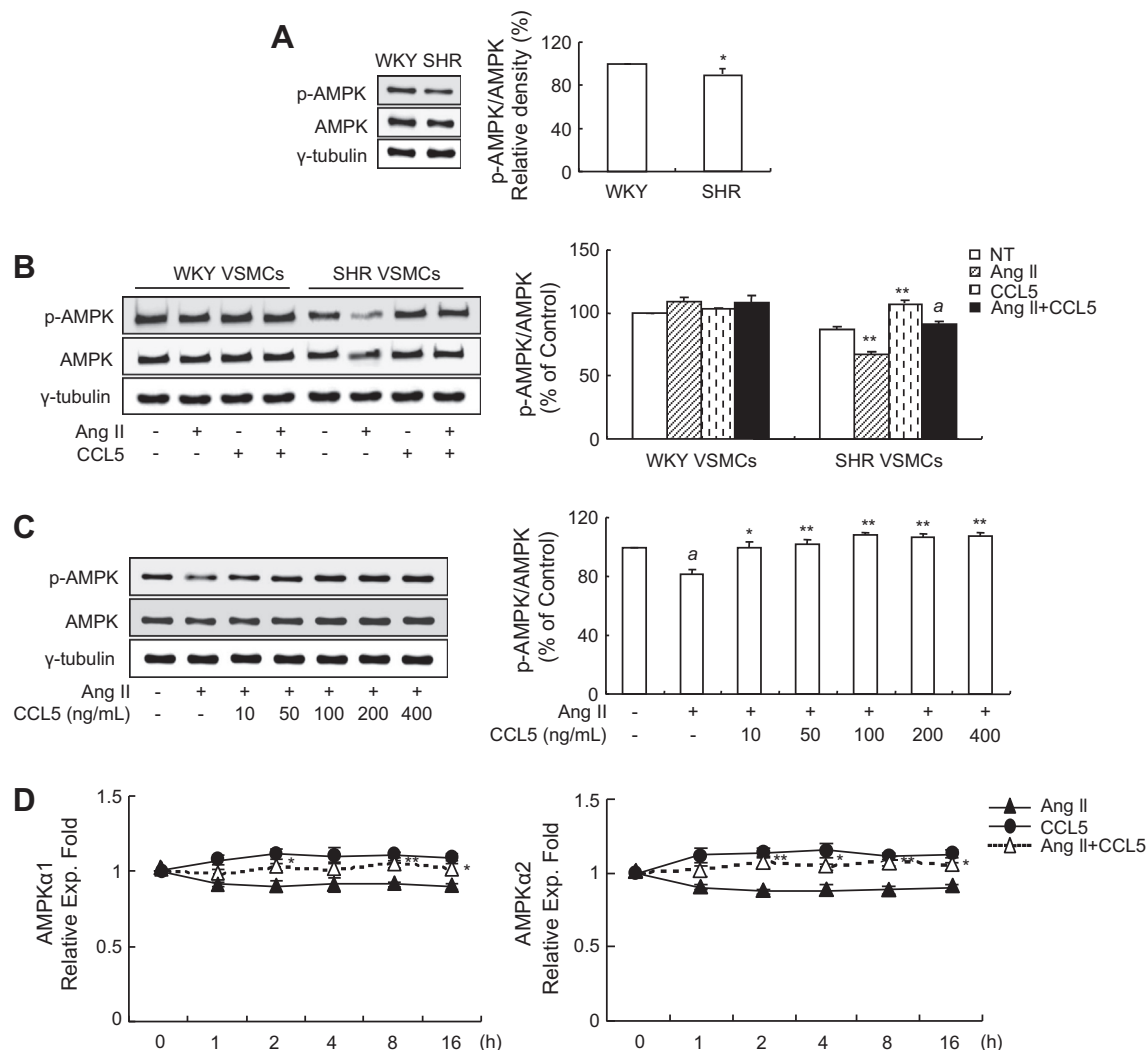 A
WKY SHR
p-AMPK
AMPK
γ-tubulin
p-AMPK/AMPK
Relative density (%)
120
80
40
0
*
WKY SHR
B
WKY VSMCs SHR VSMCs
p-AMPK
AMPK
γ-tubulin
Ang II - + - + - + - +
CCL5 - - + + - - + +
p-AMPK/AMPK
(% of Control)
150
100
50
0
** ** a
WKY VSMCs SHR VSMCs
NT
Ang II
CCL5
Ang II+CCL5
C
p-AMPK
AMPK
γ-tubulin
Ang II - + + + + + +
CCL5 (ng/mL) - - 10 50 100 200 400
p-AMPK/AMPK
(% of Control)
120
80
40
0
a * ** ** ** **
Ang II - + + + + + +
CCL5 (ng/mL) - - 10 50 100 200 400
D
AMPKα1
Relative Exp. Fold
1.5
1
0.5
0
* ** *
0 1 2 4 8 16 (h)
AMPKα2
Relative Exp. Fold
1.5
1
0.5
0
** * ** *
0 1 2 4 8 16 (h)
Ang II
CCL5
Ang II+CCL5